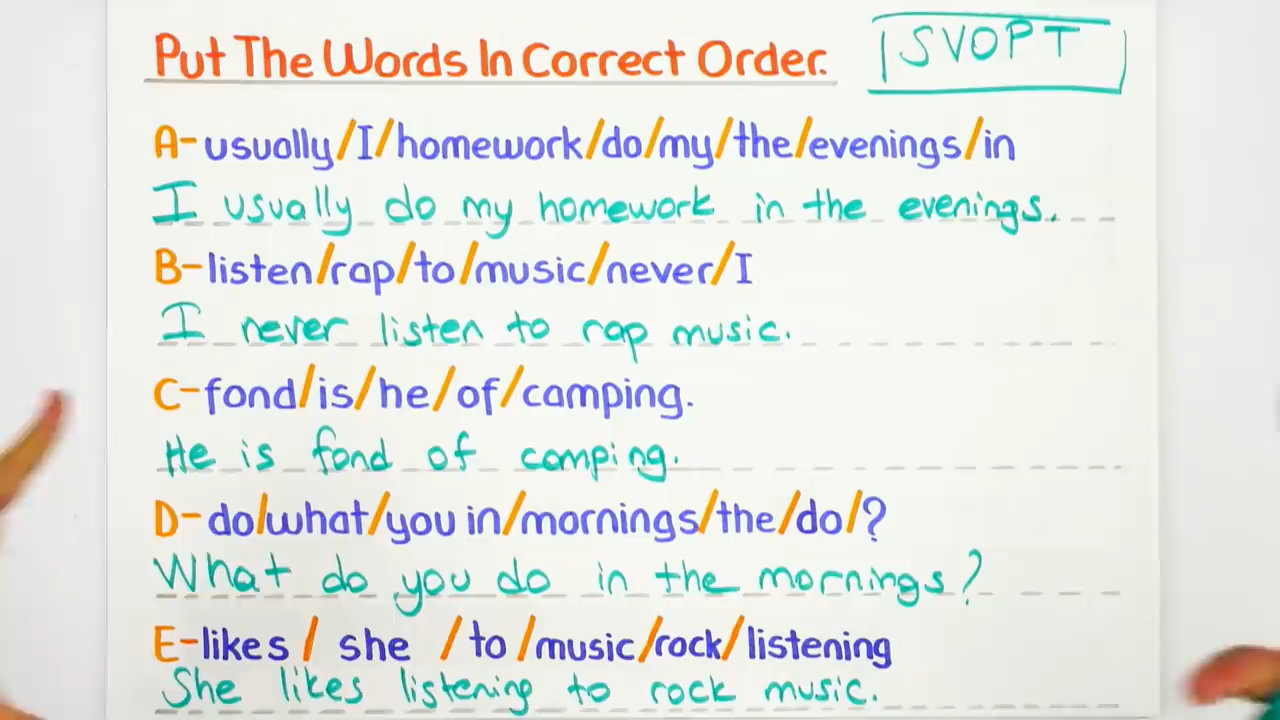 Put The Words In Correct Order.
SVOPT
A-usually/I/homework/do/my/the/evenings/in
I usually do my homework in the evenings.
B-listen/rap/to/music/never/I
I never listen to rap music.
C-fond/is/he/of/camping.
He is fond of camping.
D-do/what/you in/mornings/the/do/?
What do you do in the mornings?
E-likes / she / to /music/rock/listening
She likes listening to rock music.